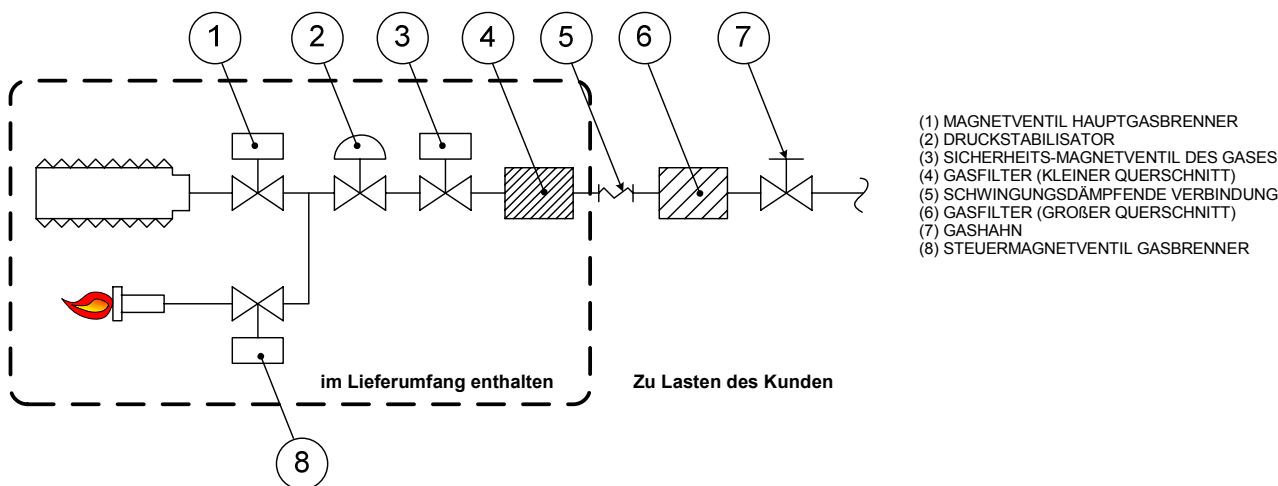 1
2
3
4
5
6
7
(1) MAGNETVENTIL HAUPTGASBRENNER
(2) DRUCKSTABILISATOR
(3) SICHERHEITS-MAGNETVENTIL DES GASES
(4) GASFILTER (KLEINER QUERSCHNITT)
(5) SCHWINGUNGSDÄMPFENDE VERBINDUNG
(6) GASFILTER (GROßER QUERSCHNITT)
(7) GASHAHN
(8) STEUERMAGNETVENTIL GASBRENNER
im Lieferumfang enthalten
Zu Lasten des Kunden
8